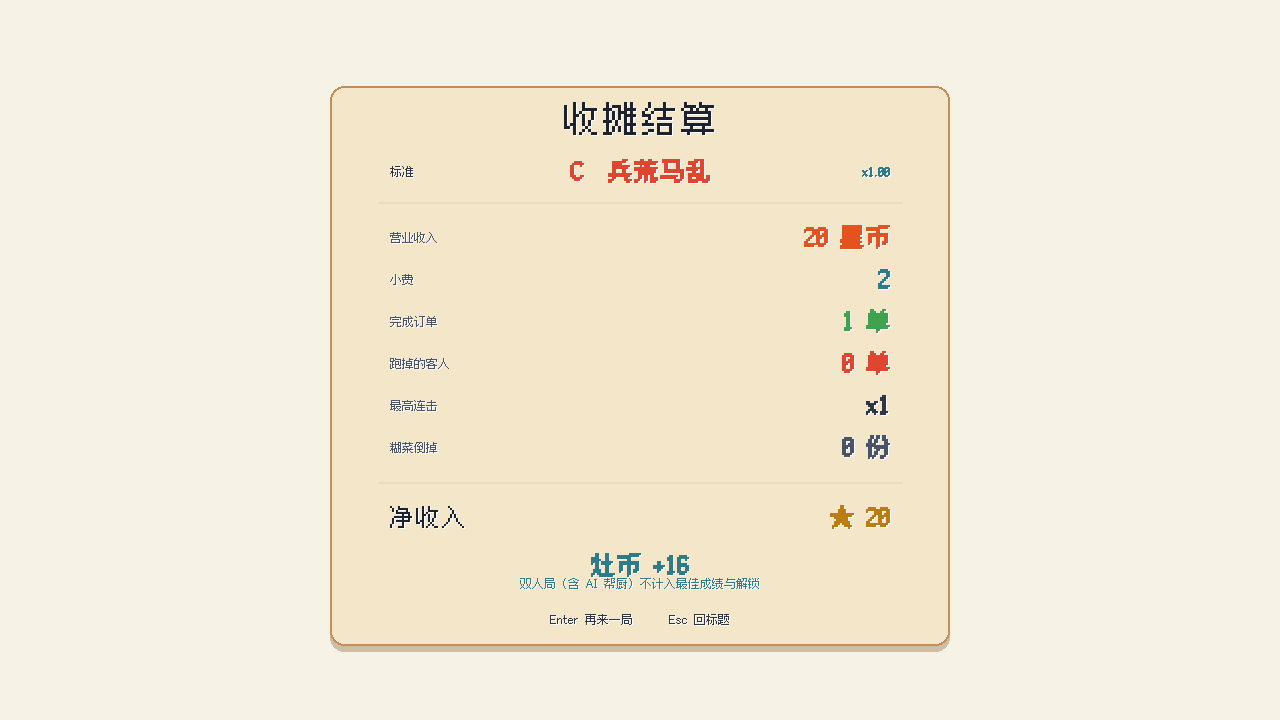 收摊结算
标准 C 兵荒马乱 x1.00
营业收入 20 星币
小费 2
完成订单 1 单
跑掉的客人 0 单
最高连击 x1
糊菜倒掉 0 份
净收入 ★ 20
灶币 +16
双人局（含 AI 帮厨）不计入最佳成绩与解锁
Enter 再来一局 Esc 回标题